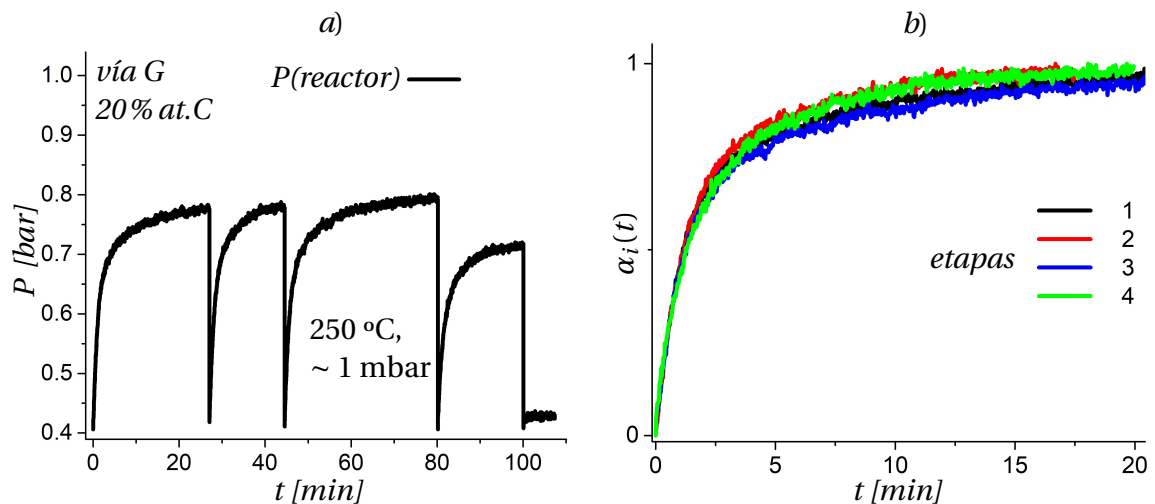 a)
vía G
20% at.C
P(reactor)
1.0
0.9
0.8
0.7
0.6
0.5
0.4
P [bar]
250 ºC,
~ 1 mbar
0 20 40 60 80 100
t [min]
b)
1
0
αi(t)
etapas
1
2
3
4
0 5 10 15 20
t [min]